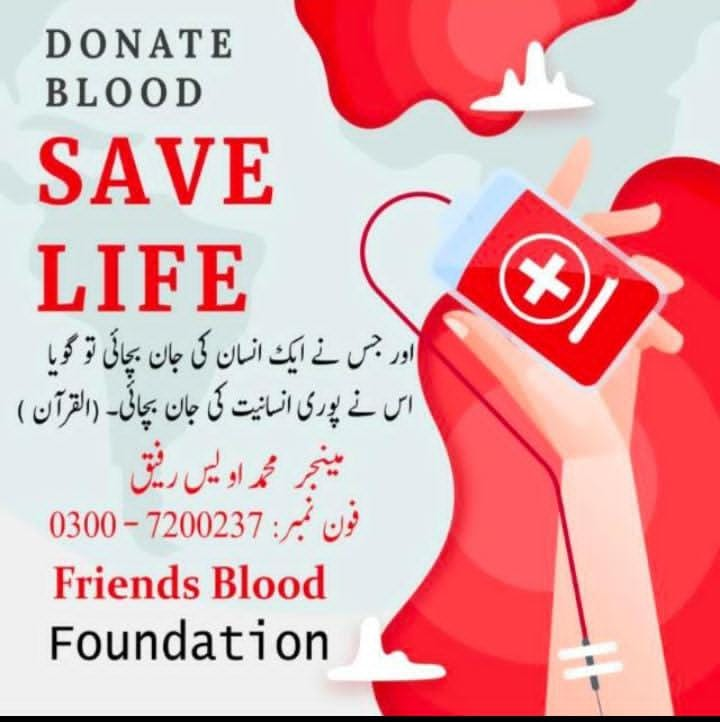 DONATE
BLOOD
SAVE
LIFE
اور جس نے ایک انسان کی جان بچائی تو گویا
اس نے پوری انسانیت کی جان بچائی۔ (القرآن)
مینجر محمد اویس رفیق
فون نمبر: 7200237 - 0300
Friends Blood
Foundation